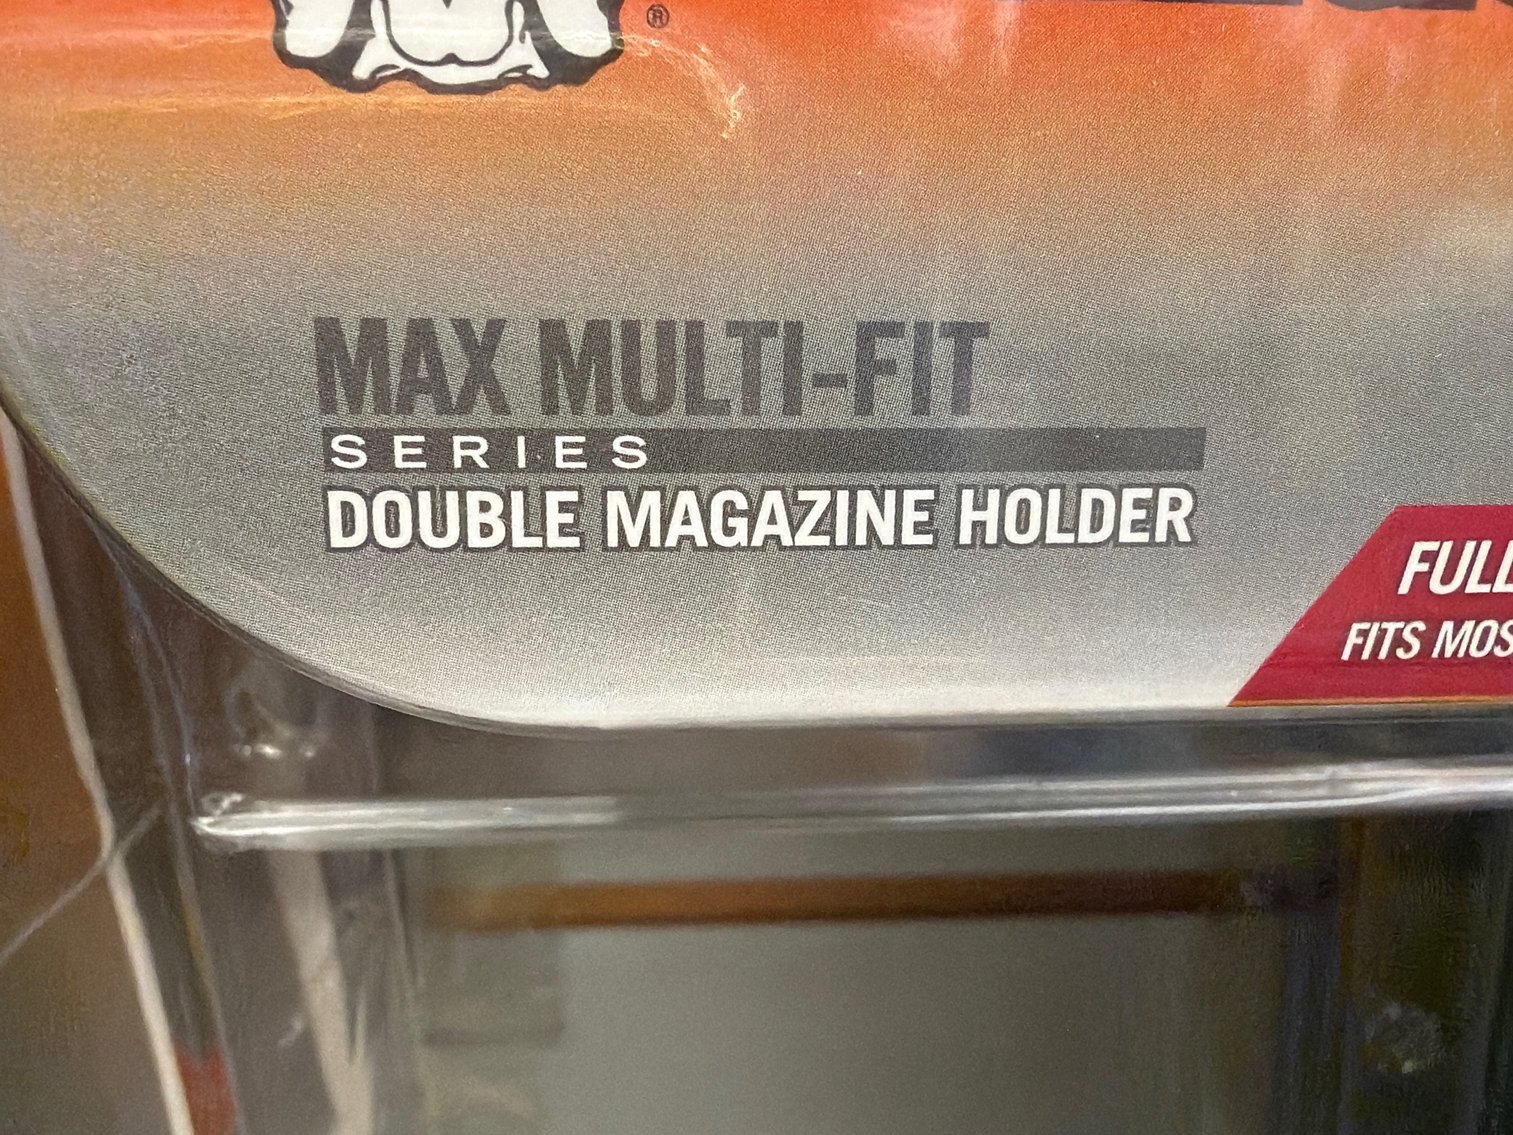 ®
MAX MULTI-FIT
SERIES
DOUBLE MAGAZINE HOLDER
FULL
FITS MOS